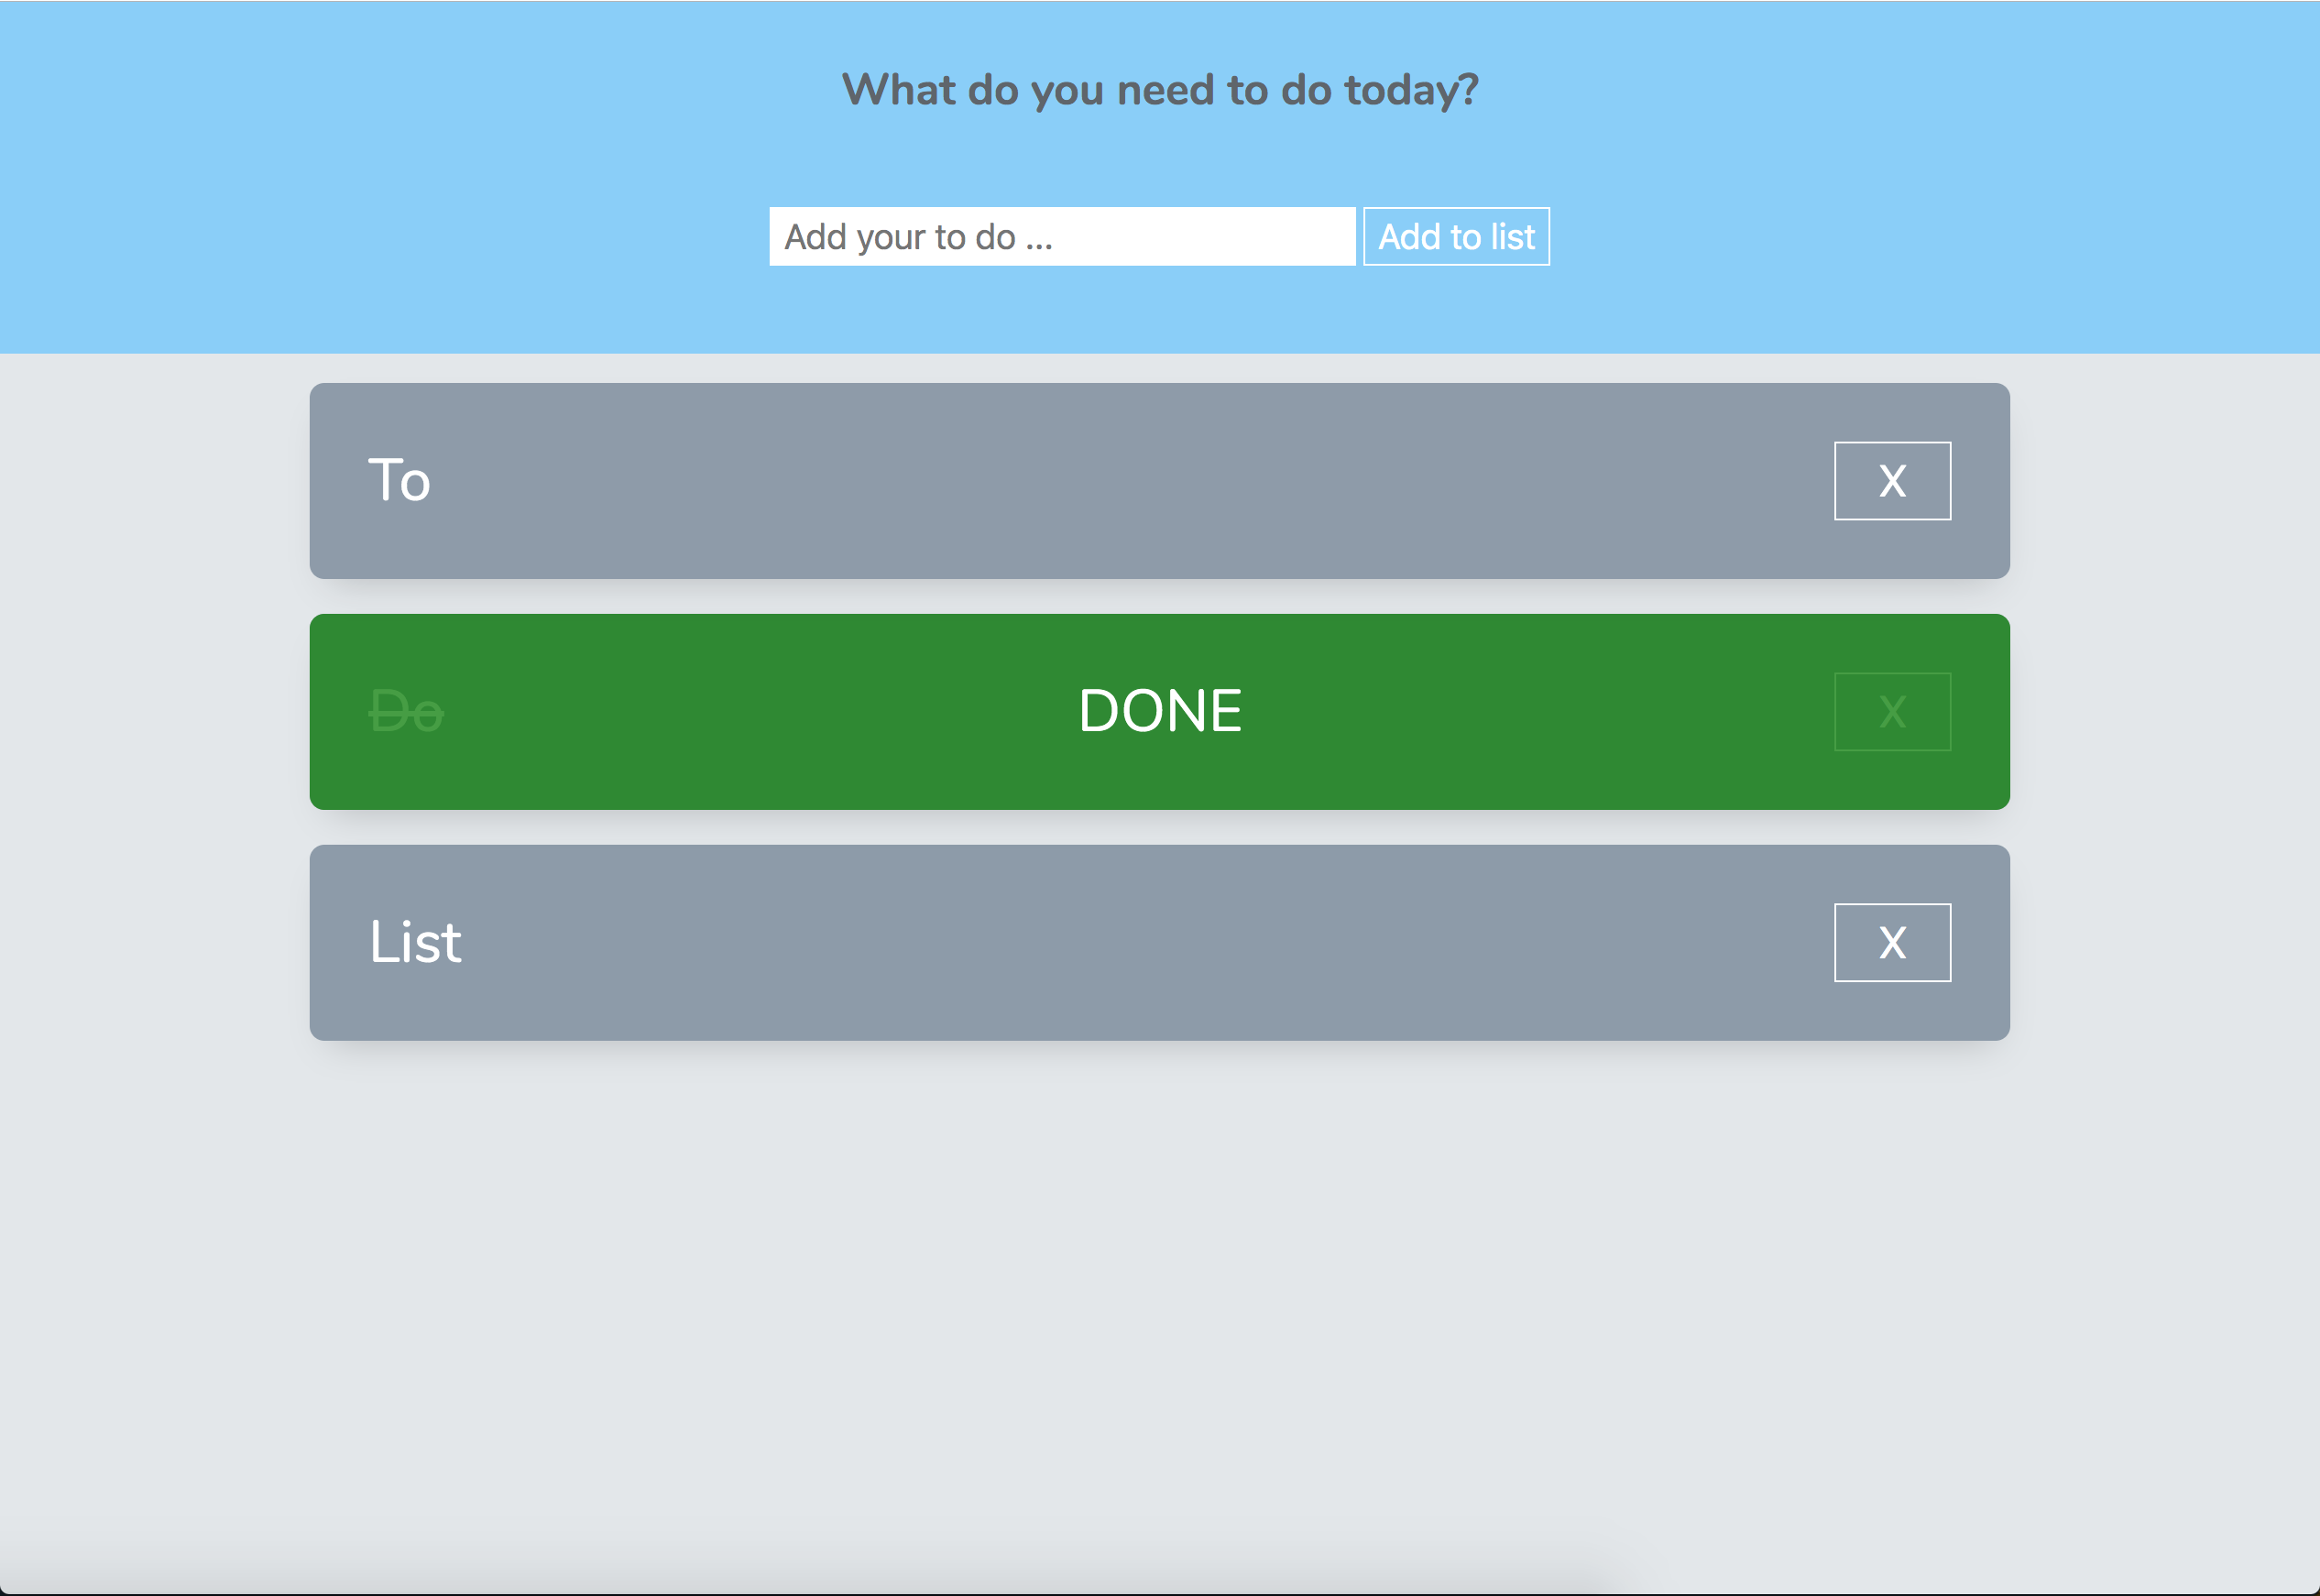 What do you need to do today?
Add your to do ...
Add to list
To
X
Do
DONE
X
List
X